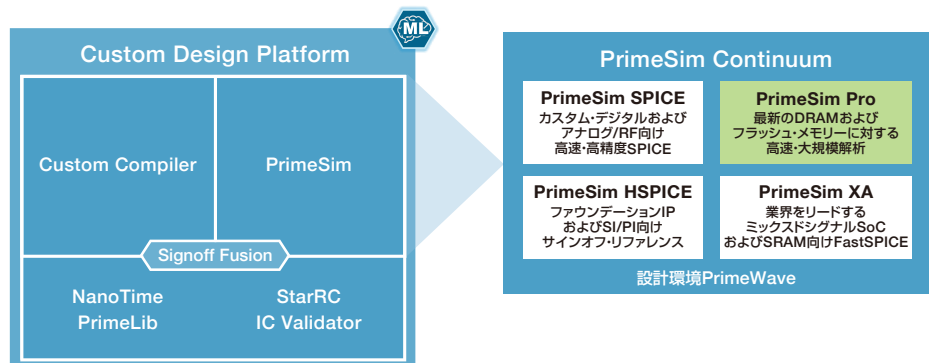 ML
Custom Design Platform
Custom Compiler
PrimeSim
Signoff Fusion
NanoTime
PrimeLib
StarRC
IC Validator
PrimeSim Continuum
PrimeSim SPICE
カスタム・デジタルおよび
アナログ/RF向け
高速・高精度SPICE
PrimeSim Pro
最新のDRAMおよび
フラッシュ・メモリーに対する
高速・大規模解析
PrimeSim HSPICE
ファウンデーションIP
およびSI/PI向け
サインオフ・リファレンス
PrimeSim XA
業界をリードする
ミックスドシグナルSoC
およびSRAM向けFastSPICE
設計環境PrimeWave